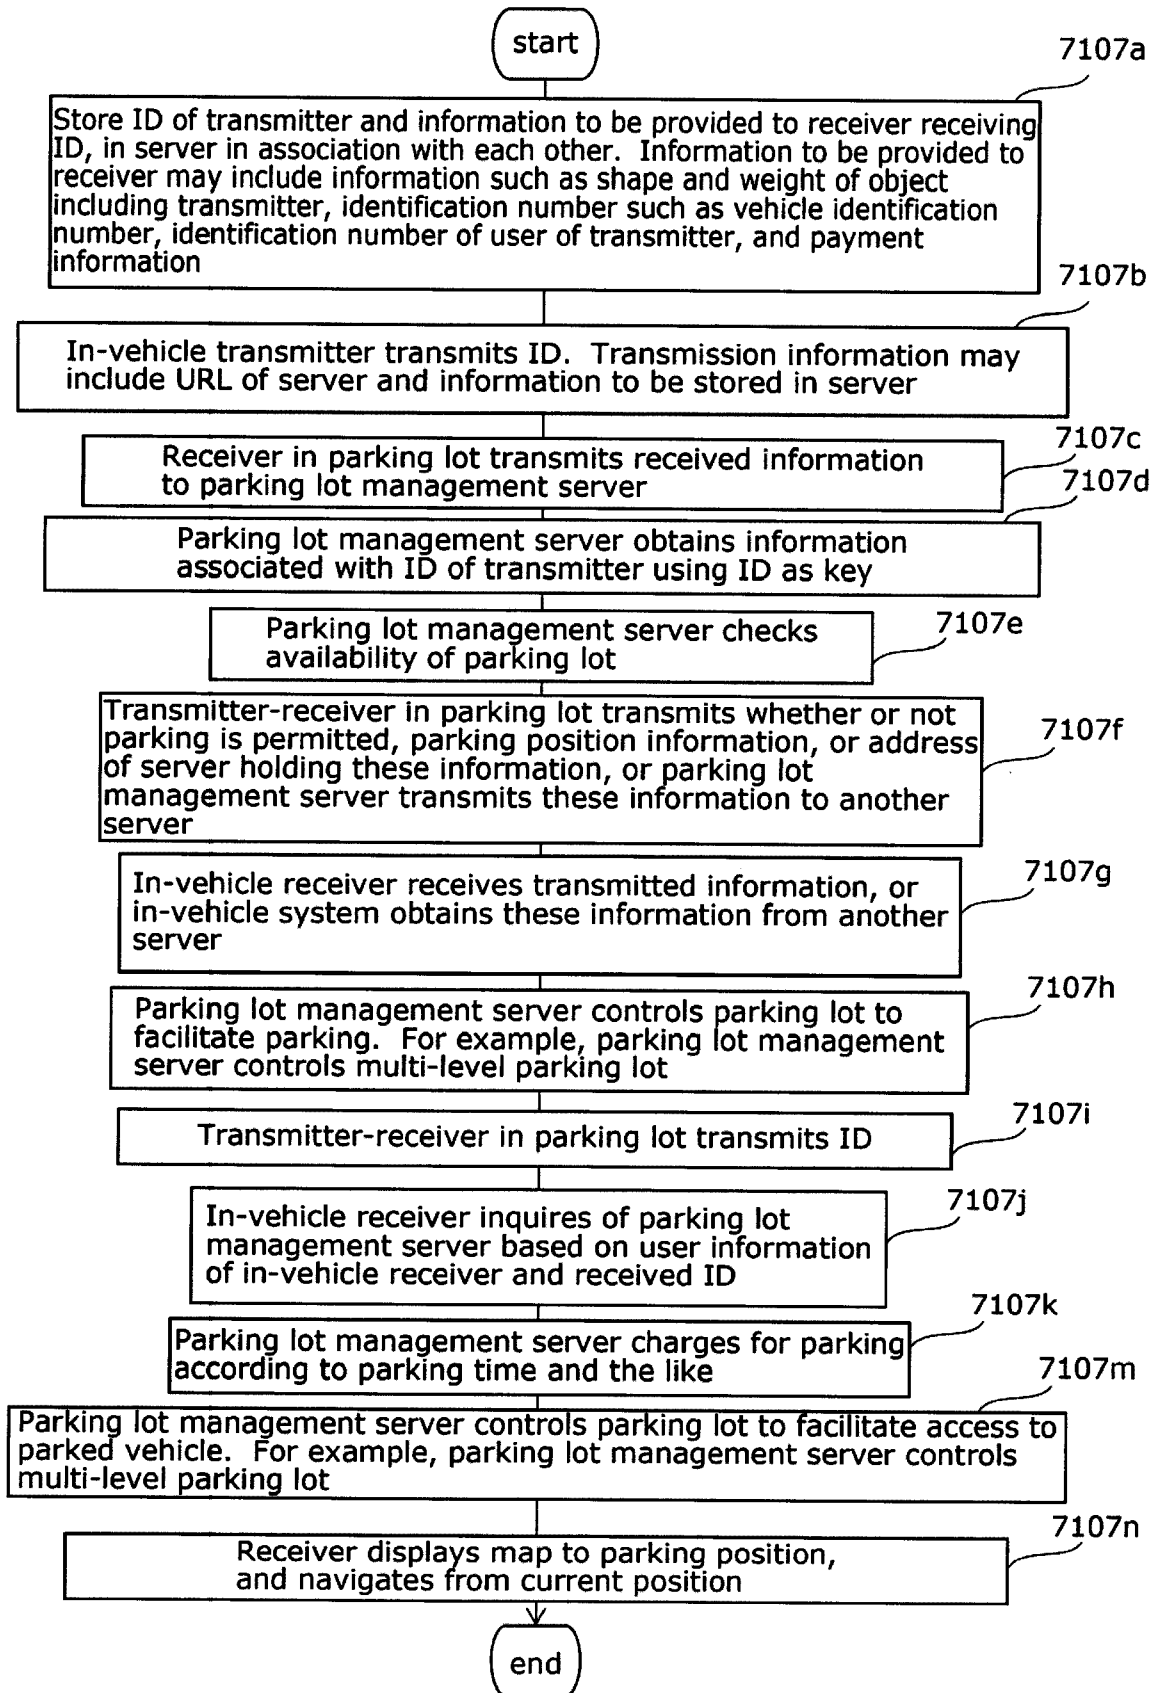 start
7107a
Store ID of transmitter and information to be provided to receiver receiving
ID, in server in association with each other. Information to be provided to
receiver may include information such as shape and weight of object
including transmitter, identification number such as vehicle identification
number, identification number of user of transmitter, and payment
information
7107b
In-vehicle transmitter transmits ID. Transmission information may
include URL of server and information to be stored in server
7107c
Receiver in parking lot transmits received information
to parking lot management server
7107d
Parking lot management server obtains information
associated with ID of transmitter using ID as key
7107e
Parking lot management server checks
availability of parking lot
7107f
Transmitter-receiver in parking lot transmits whether or not
parking is permitted, parking position information, or address
of server holding these information, or parking lot
management server transmits these information to another
server
7107g
In-vehicle receiver receives transmitted information, or
in-vehicle system obtains these information from another
server
7107h
Parking lot management server controls parking lot to
facilitate parking. For example, parking lot management
server controls multi-level parking lot
7107i
Transmitter-receiver in parking lot transmits ID
7107j
In-vehicle receiver inquires of parking lot
management server based on user information
of in-vehicle receiver and received ID
7107k
Parking lot management server charges for parking
according to parking time and the like
7107m
Parking lot management server controls parking lot to facilitate access to
parked vehicle. For example, parking lot management server controls
multi-level parking lot
7107n
Receiver displays map to parking position,
and navigates from current position
end